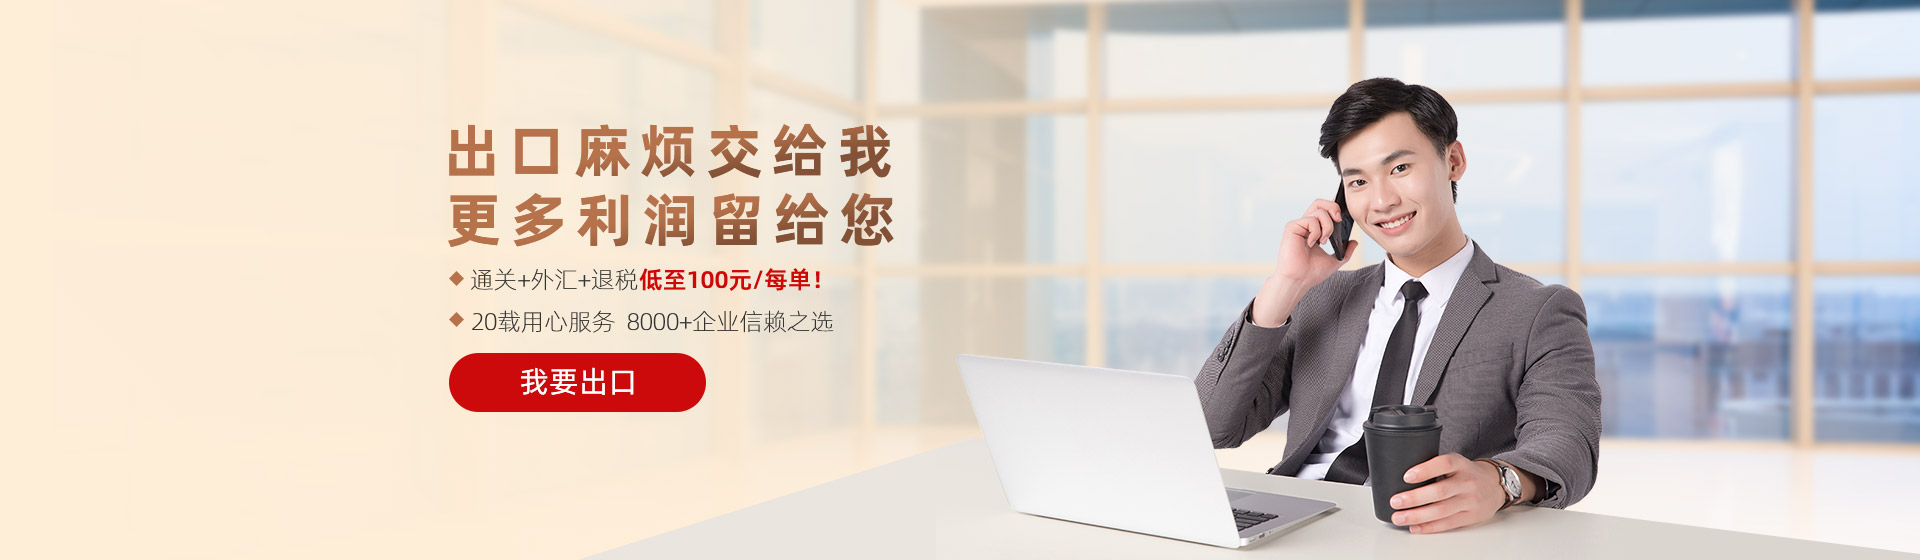 出口麻烦交给我
更多利润留给您
通关+外汇+退税低至100元/每单!
20载用心服务 8000+企业信赖之选
我要出口